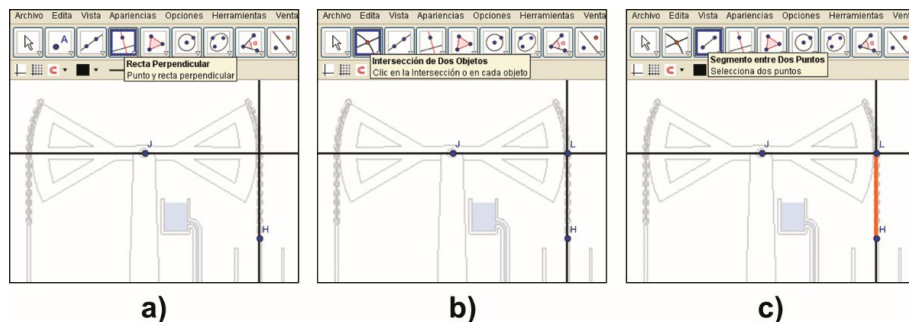 Archivo Edita Vista Apariencias Opciones Herramientas Venta
A
α
Recta Perpendicular
Punto y recta perpendicular
J
H
a)
Archivo Edita Vista Apariencias Opciones Herramientas Venta
α
Intersección de Dos Objetos
Clic en la Intersección o en cada objeto
J
L
H
b)
Archivo Edita Vista Apariencias Opciones Herramientas Venta
α
Segmento entre Dos Puntos
Selecciona dos puntos
J
L
H
c)